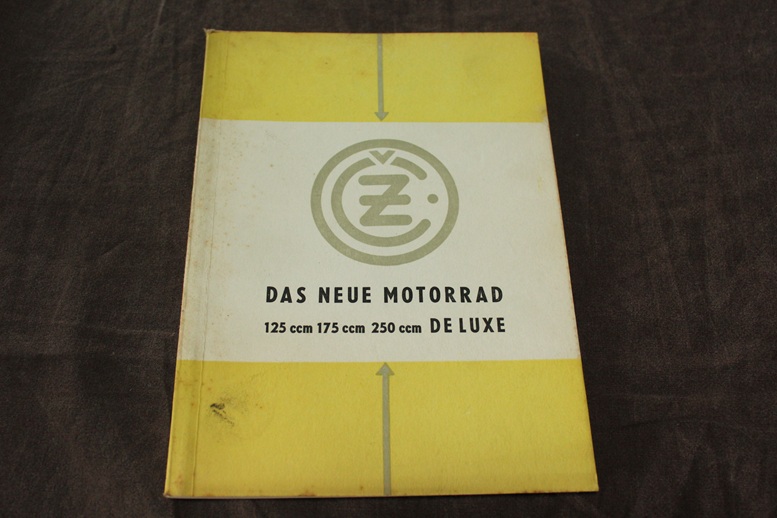 ČZ
DAS NEUE MOTORRAD
125 ccm 175 ccm 250 ccm DE LUXE